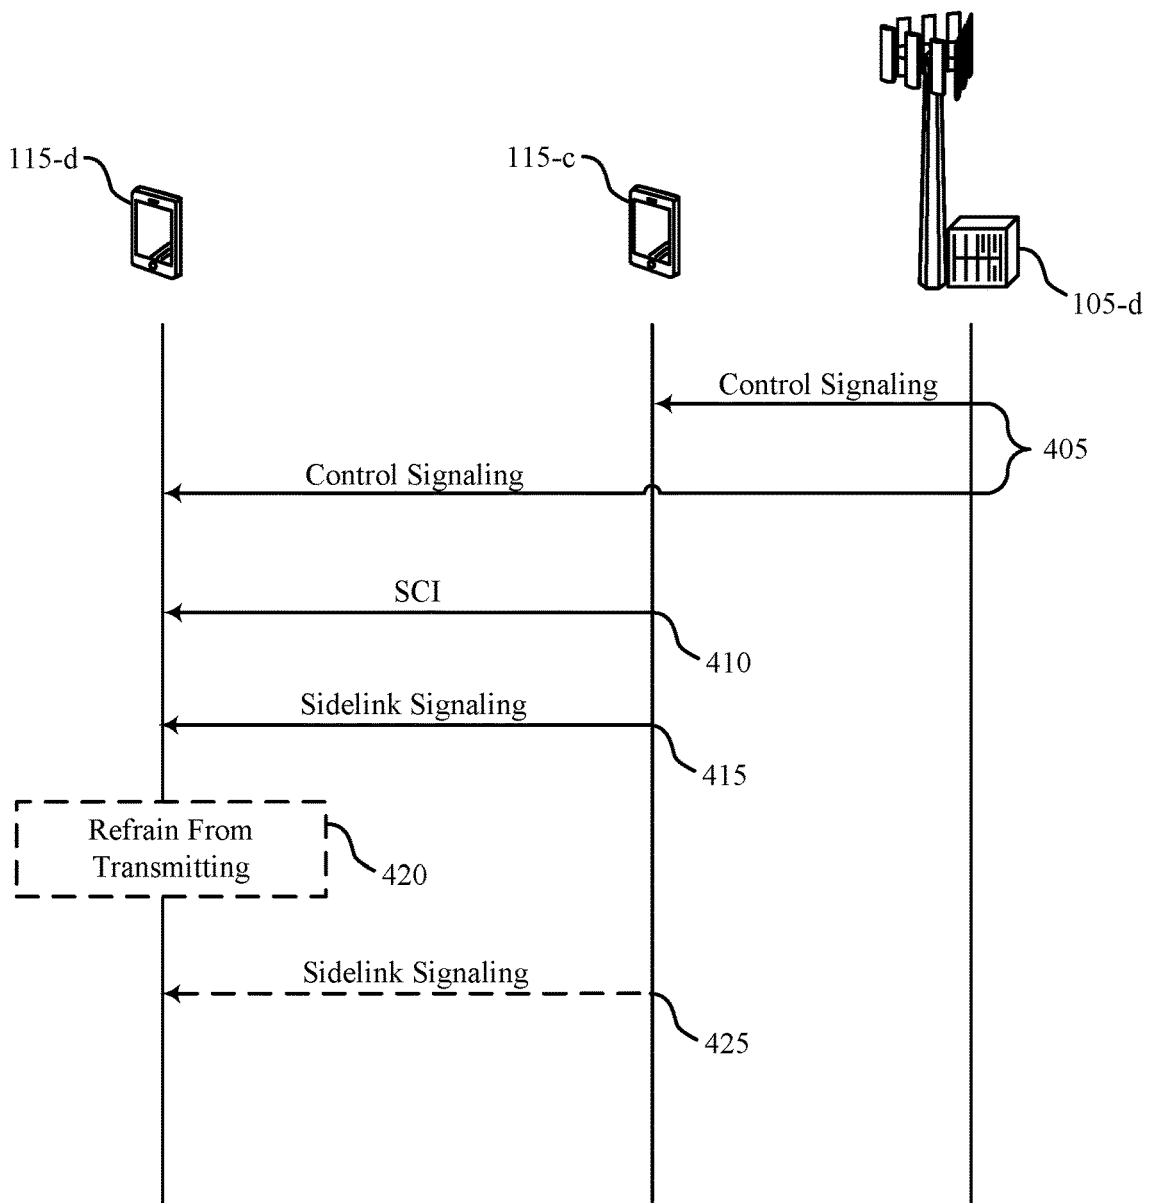 115-d
115-c
105-d
Control Signaling
405
Control Signaling
SCI
410
Sidelink Signaling
415
Refrain From
Transmitting
420
Sidelink Signaling
425